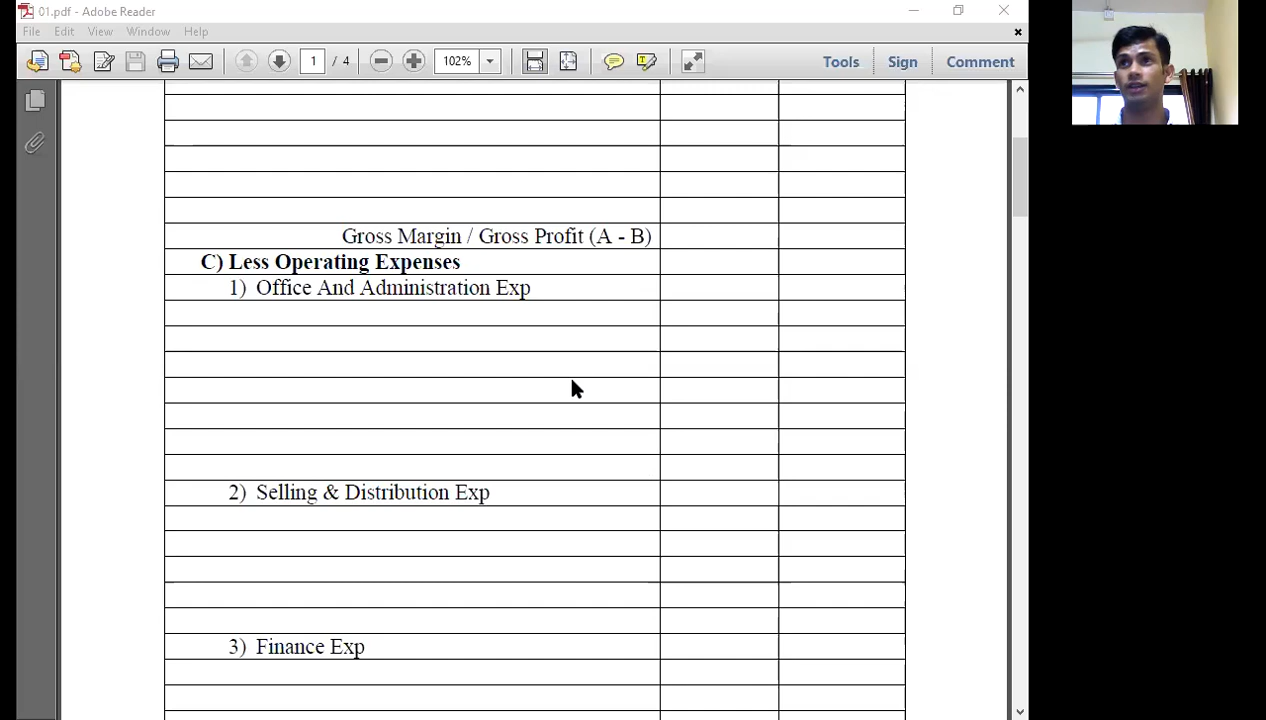 01.pdf - Adobe Reader
File Edit View Window Help
1 / 4 102% Tools Sign Comment
Gross Margin / Gross Profit (A - B)
C) Less Operating Expenses
1) Office And Administration Exp
2) Selling & Distribution Exp
3) Finance Exp